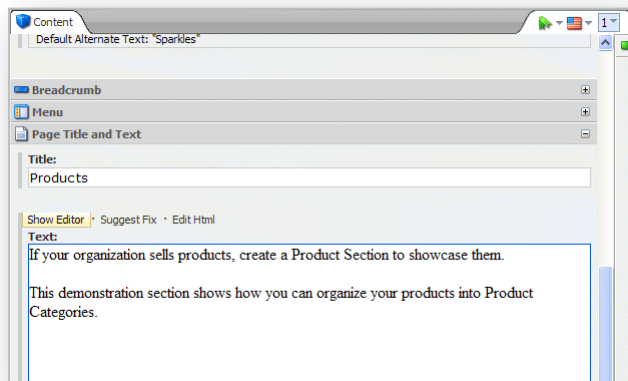 Content
1
Default Alternate Text: "Sparkles"
Breadcrumb
Menu
Page Title and Text
Title:
Products
Show Editor · Suggest Fix · Edit Html
Text:
If your organization sells products, create a Product Section to showcase them.
This demonstration section shows how you can organize your products into Product
Categories.